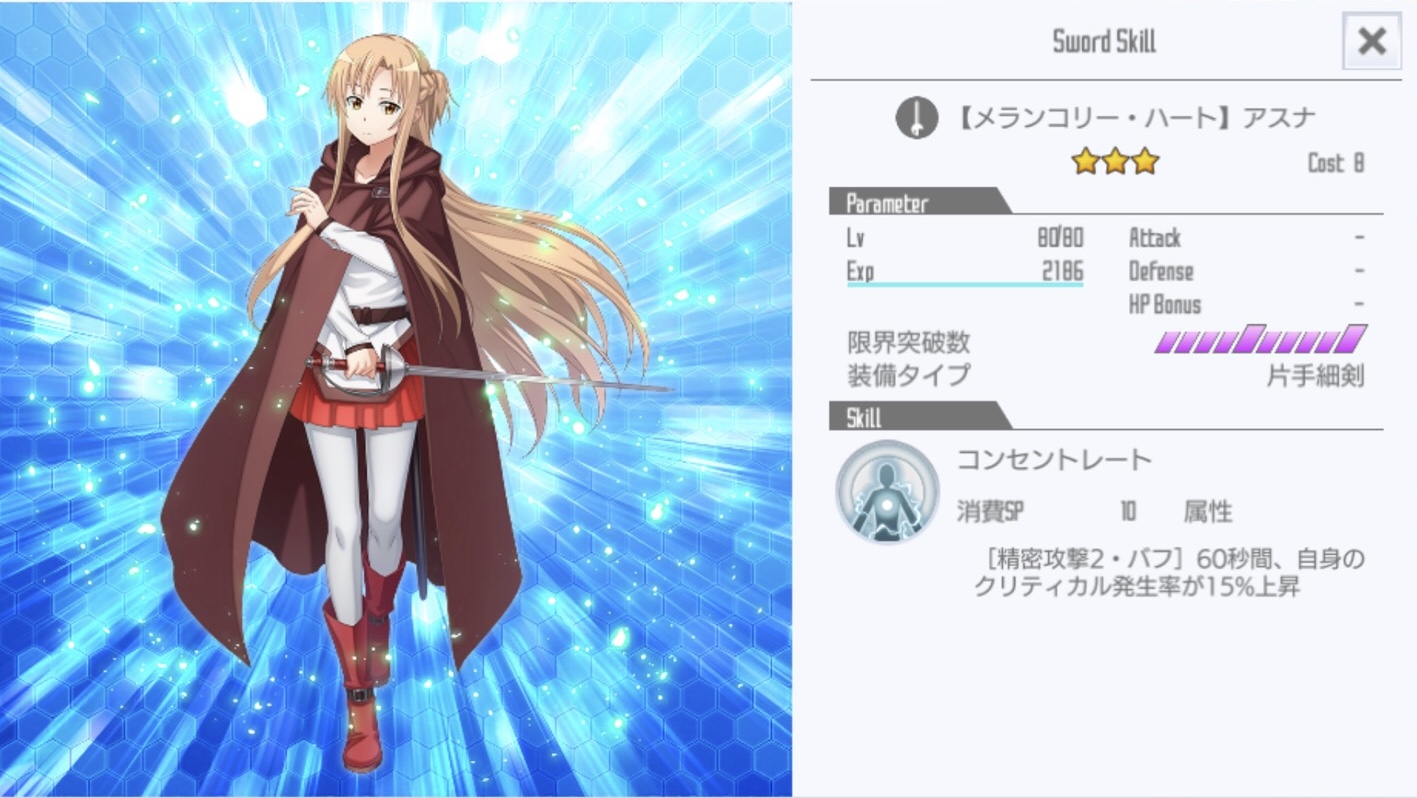 Sword Skill
【メランコリー・ハート】アスナ
Cost 8
Parameter
Lv 80/80 Attack -
Exp 2186 Defense -
HP Bonus -
限界突破数
装備タイプ 片手細剣
Skill
コンセントレート
消費SP 10 属性
［精密攻撃2・バフ］60秒間、自身の
クリティカル発生率が15%上昇